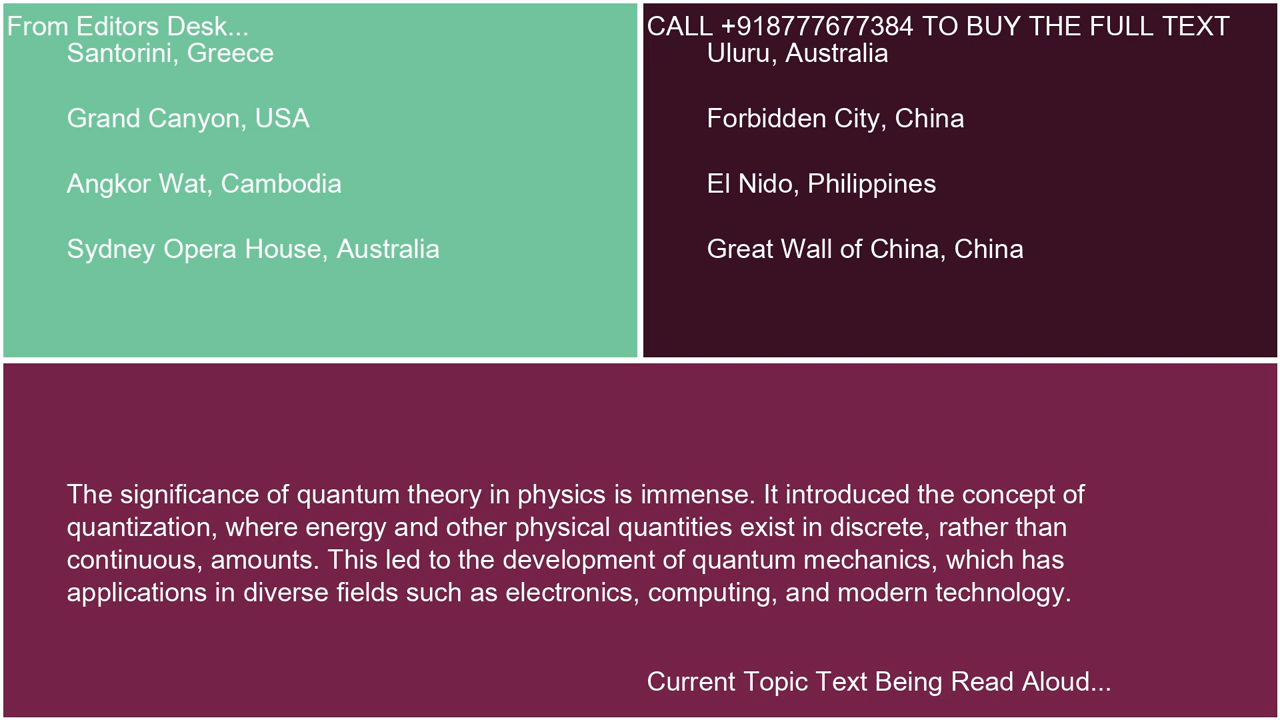 From Editors Desk...
Santorini, Greece
Grand Canyon, USA
Angkor Wat, Cambodia
Sydney Opera House, Australia
CALL +918777677384 TO BUY THE FULL TEXT
Uluru, Australia
Forbidden City, China
El Nido, Philippines
Great Wall of China, China
The significance of quantum theory in physics is immense. It introduced the concept of
quantization, where energy and other physical quantities exist in discrete, rather than
continuous, amounts. This led to the development of quantum mechanics, which has
applications in diverse fields such as electronics, computing, and modern technology.
Current Topic Text Being Read Aloud...